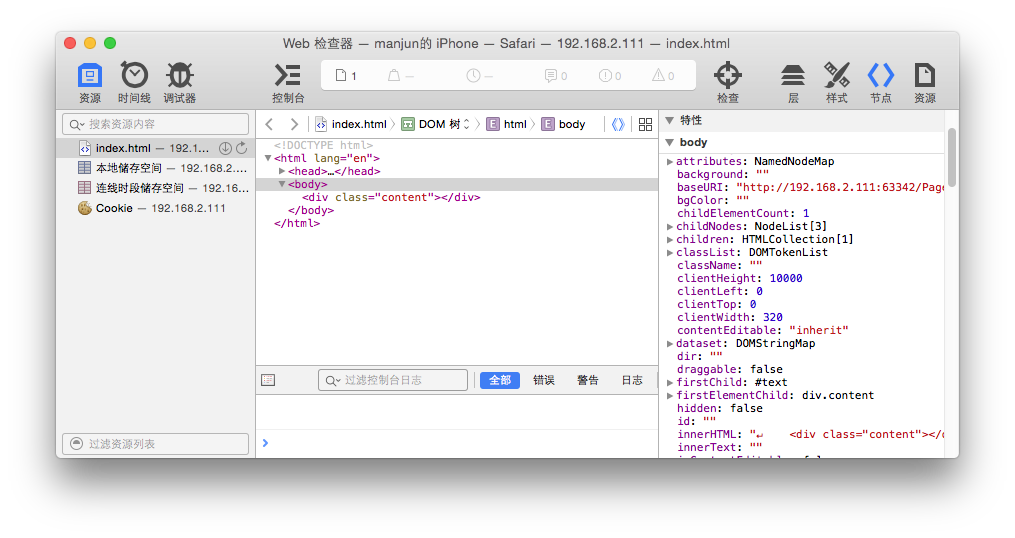 Web 检查器 — manjun的 iPhone — Safari — 192.168.2.111 — index.html
资源 时间线 调试器 控制台 1 — — 0 0 0 检查 层 样式 节点 资源
搜索资源内容
index.html — 192.1...
本地储存空间 — 192.168.2....
连线时段储存空间 — 192.16...
Cookie — 192.168.2.111
过滤资源列表
index.html DOM 树 E html E body
<!DOCTYPE html>
<html lang="en">
<head>…</head>
<body>
<div class="content"></div>
</body>
</html>
过滤控制台日志 全部 错误 警告 日志
特性
body
attributes: NamedNodeMap
background: ""
baseURI: "http://192.168.2.111:63342/Page
bgColor: ""
childElementCount: 1
childNodes: NodeList[3]
children: HTMLCollection[1]
classList: DOMTokenList
className: ""
clientHeight: 10000
clientLeft: 0
clientTop: 0
clientWidth: 320
contentEditable: "inherit"
dataset: DOMStringMap
dir: ""
draggable: false
firstChild: #text
firstElementChild: div.content
hidden: false
id: ""
innerHTML: "↵ <div class="content"></
innerText: ""